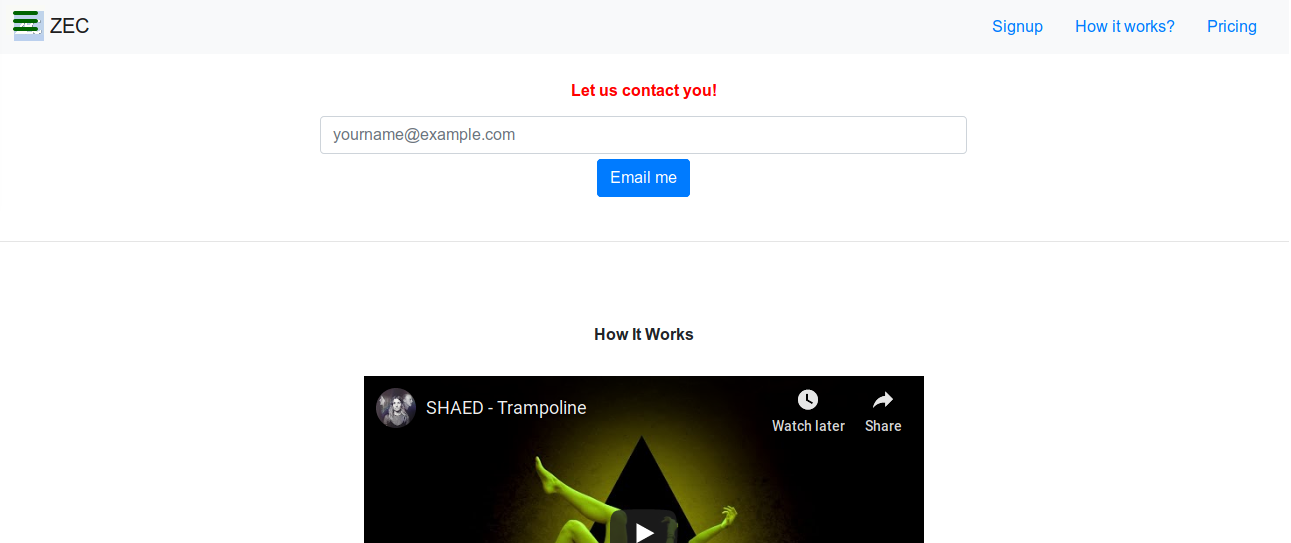 ZEC
Signup How it works? Pricing
Let us contact you!
yourname@example.com
Email me
How It Works
SHAED - Trampoline
Watch later Share